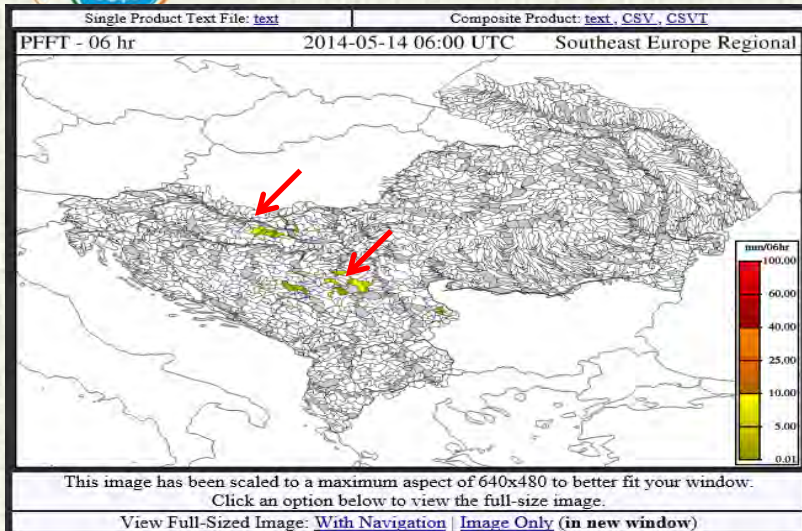 Single Product Text File: text
Composite Product: text , CSV , CSVT
PFFT - 06 hr 2014-05-14 06:00 UTC Southeast Europe Regional
mm/06hr
100.00
60.00
40.00
25.00
10.00
5.00
0.01
This image has been scaled to a maximum aspect of 640x480 to better fit your window.
Click an option below to view the full-size image.
View Full-Sized Image: With Navigation | Image Only (in new window)